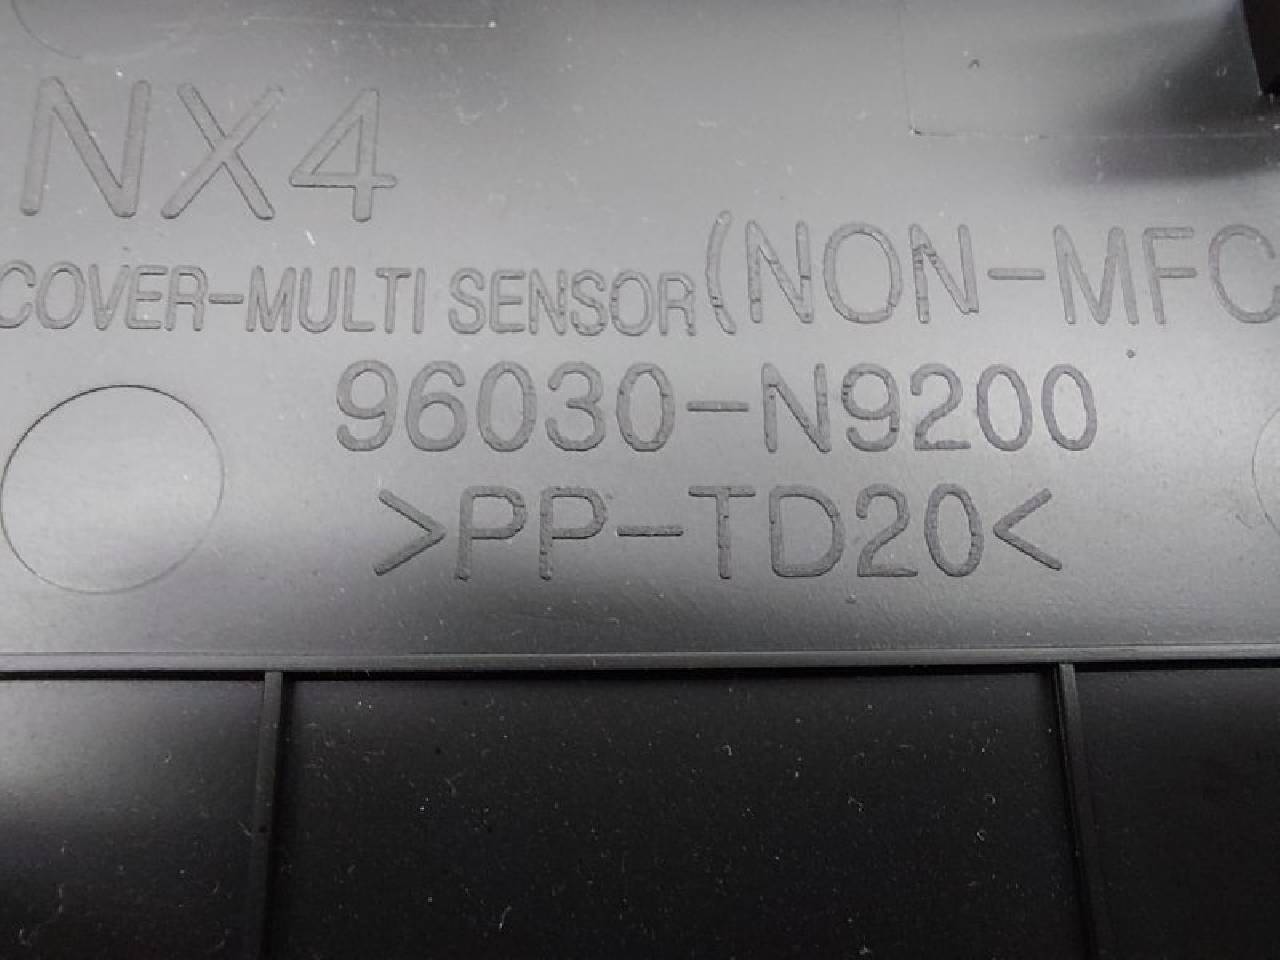 NX4
COVER-MULTI SENSOR(NON-MFC
96030-N9200
>PP-TD20<